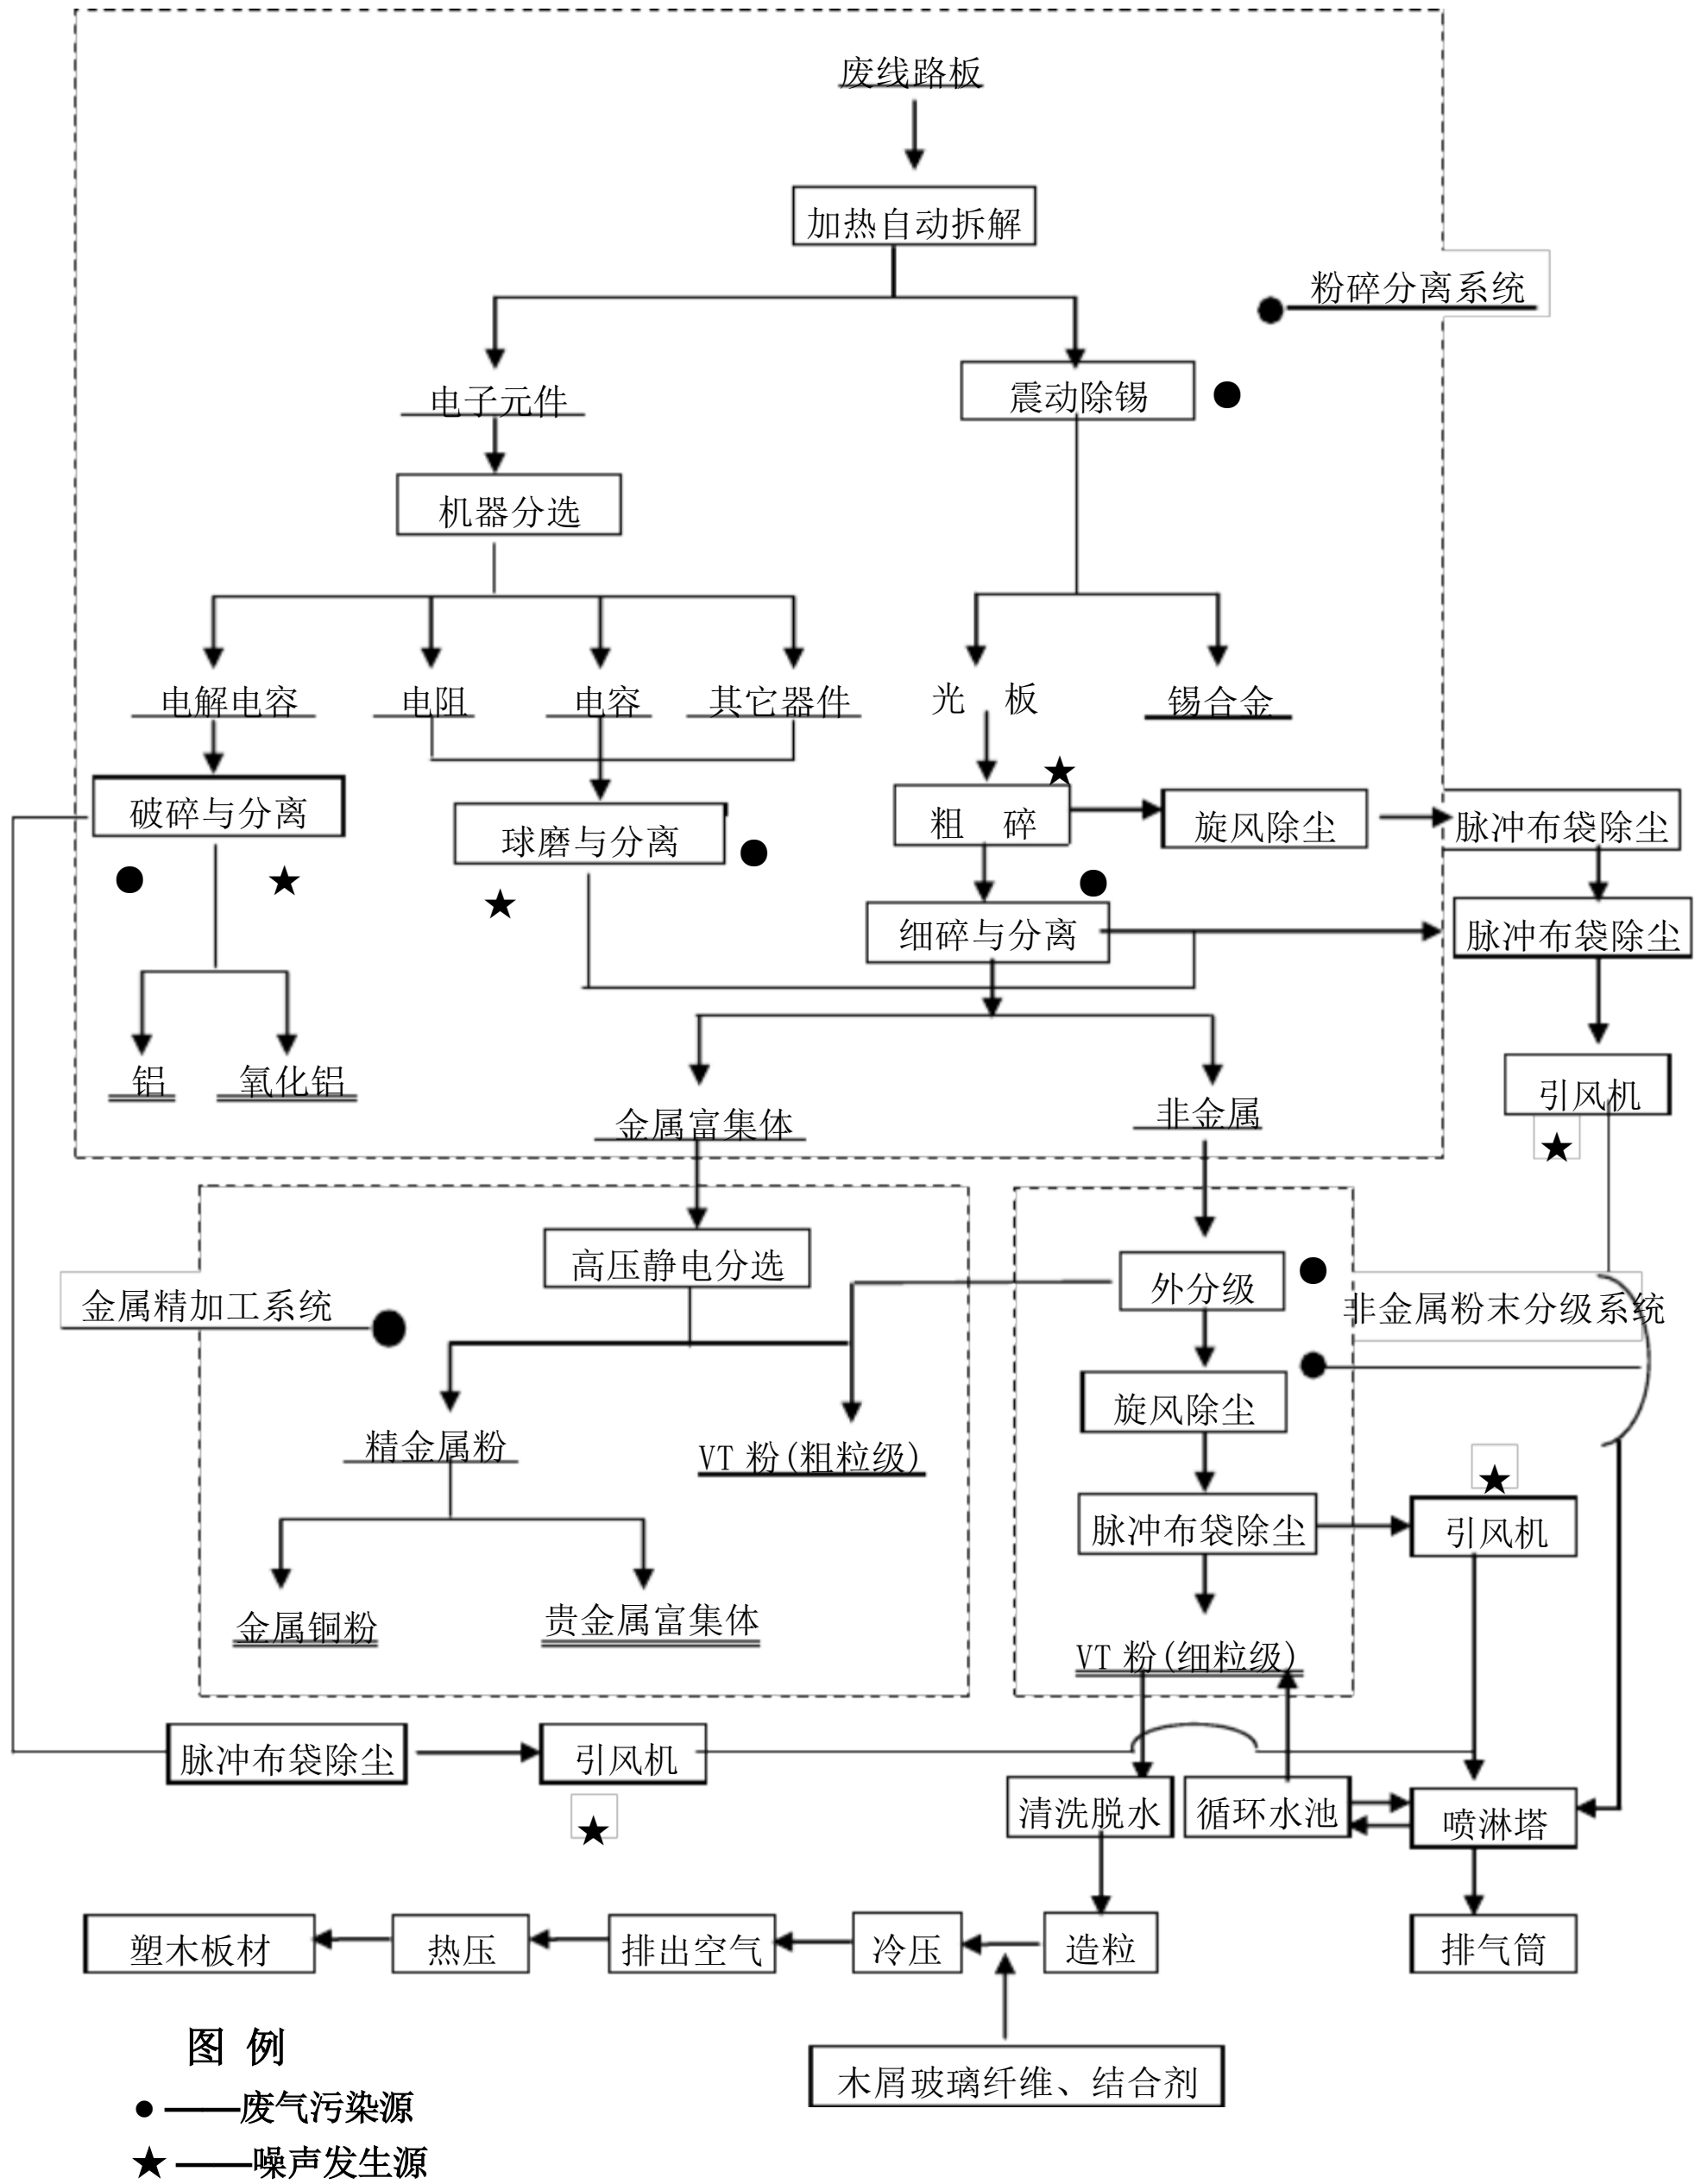 废线路板
加热自动拆解
粉碎分离系统
电子元件
震动除锡
机器分选
电解电容
电阻
电容
其它器件
光 板
锡合金
破碎与分离
球磨与分离
粗 碎
旋风除尘
脉冲布袋除尘
细碎与分离
脉冲布袋除尘
铝
氧化铝
引风机
金属富集体
非金属
高压静电分选
外分级
金属精加工系统
非金属粉末分级系统
旋风除尘
精金属粉
VT 粉(粗粒级)
脉冲布袋除尘
引风机
金属铜粉
贵金属富集体
VT 粉(细粒级)
脉冲布袋除尘
引风机
清洗脱水
循环水池
喷淋塔
塑木板材
热压
排出空气
冷压
造粒
排气筒
木屑玻璃纤维、结合剂
图 例
●——废气污染源
★——噪声发生源